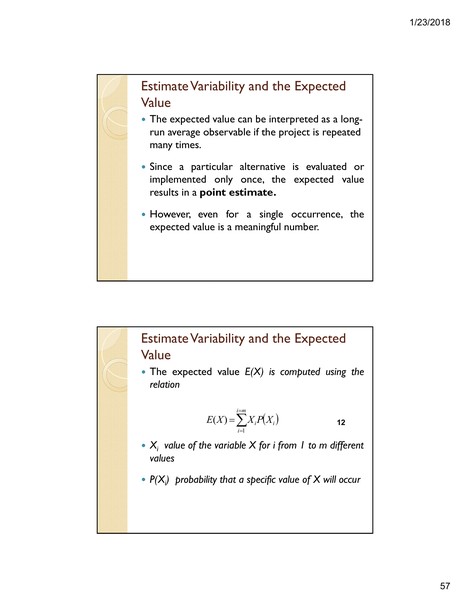 1/23/2018
Estimate Variability and the Expected
Value
• The expected value can be interpreted as a long-
run average observable if the project is repeated
many times.
• Since a particular alternative is evaluated or
implemented only once, the expected value
results in a point estimate.
• However, even for a single occurrence, the
expected value is a meaningful number.
Estimate Variability and the Expected
Value
• The expected value E(X) is computed using the
relation
E(X) = ∑_{i=1}^{i=m} X_i P(X_i)    12
• X_i value of the variable X for i from 1 to m different
values
• P(X_i) probability that a specific value of X will occur
57